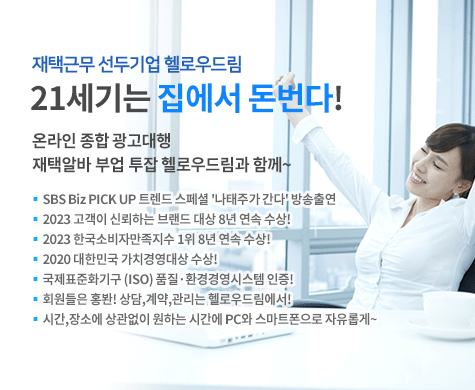 재택근무 선두기업 헬로우드림
21세기는 집에서 돈번다!
온라인 종합 광고대행
재택알바 부업 투잡 헬로우드림과 함께~
SBS Biz PICK UP 트렌드 스페셜 '나태주가 간다' 방송출연
2023 고객이 신뢰하는 브랜드 대상 8년 연속 수상!
2023 한국소비자만족지수 1위 8년 연속 수상!
2020 대한민국 가치경영대상 수상!
국제표준화기구 (ISO) 품질·환경경영시스템 인증!
회원들은 홍봔! 상담,계약,관리는 헬로우드림에서!
시간,장소에 상관없이 원하는 시간에 PC와 스마트폰으로 자유롭게~